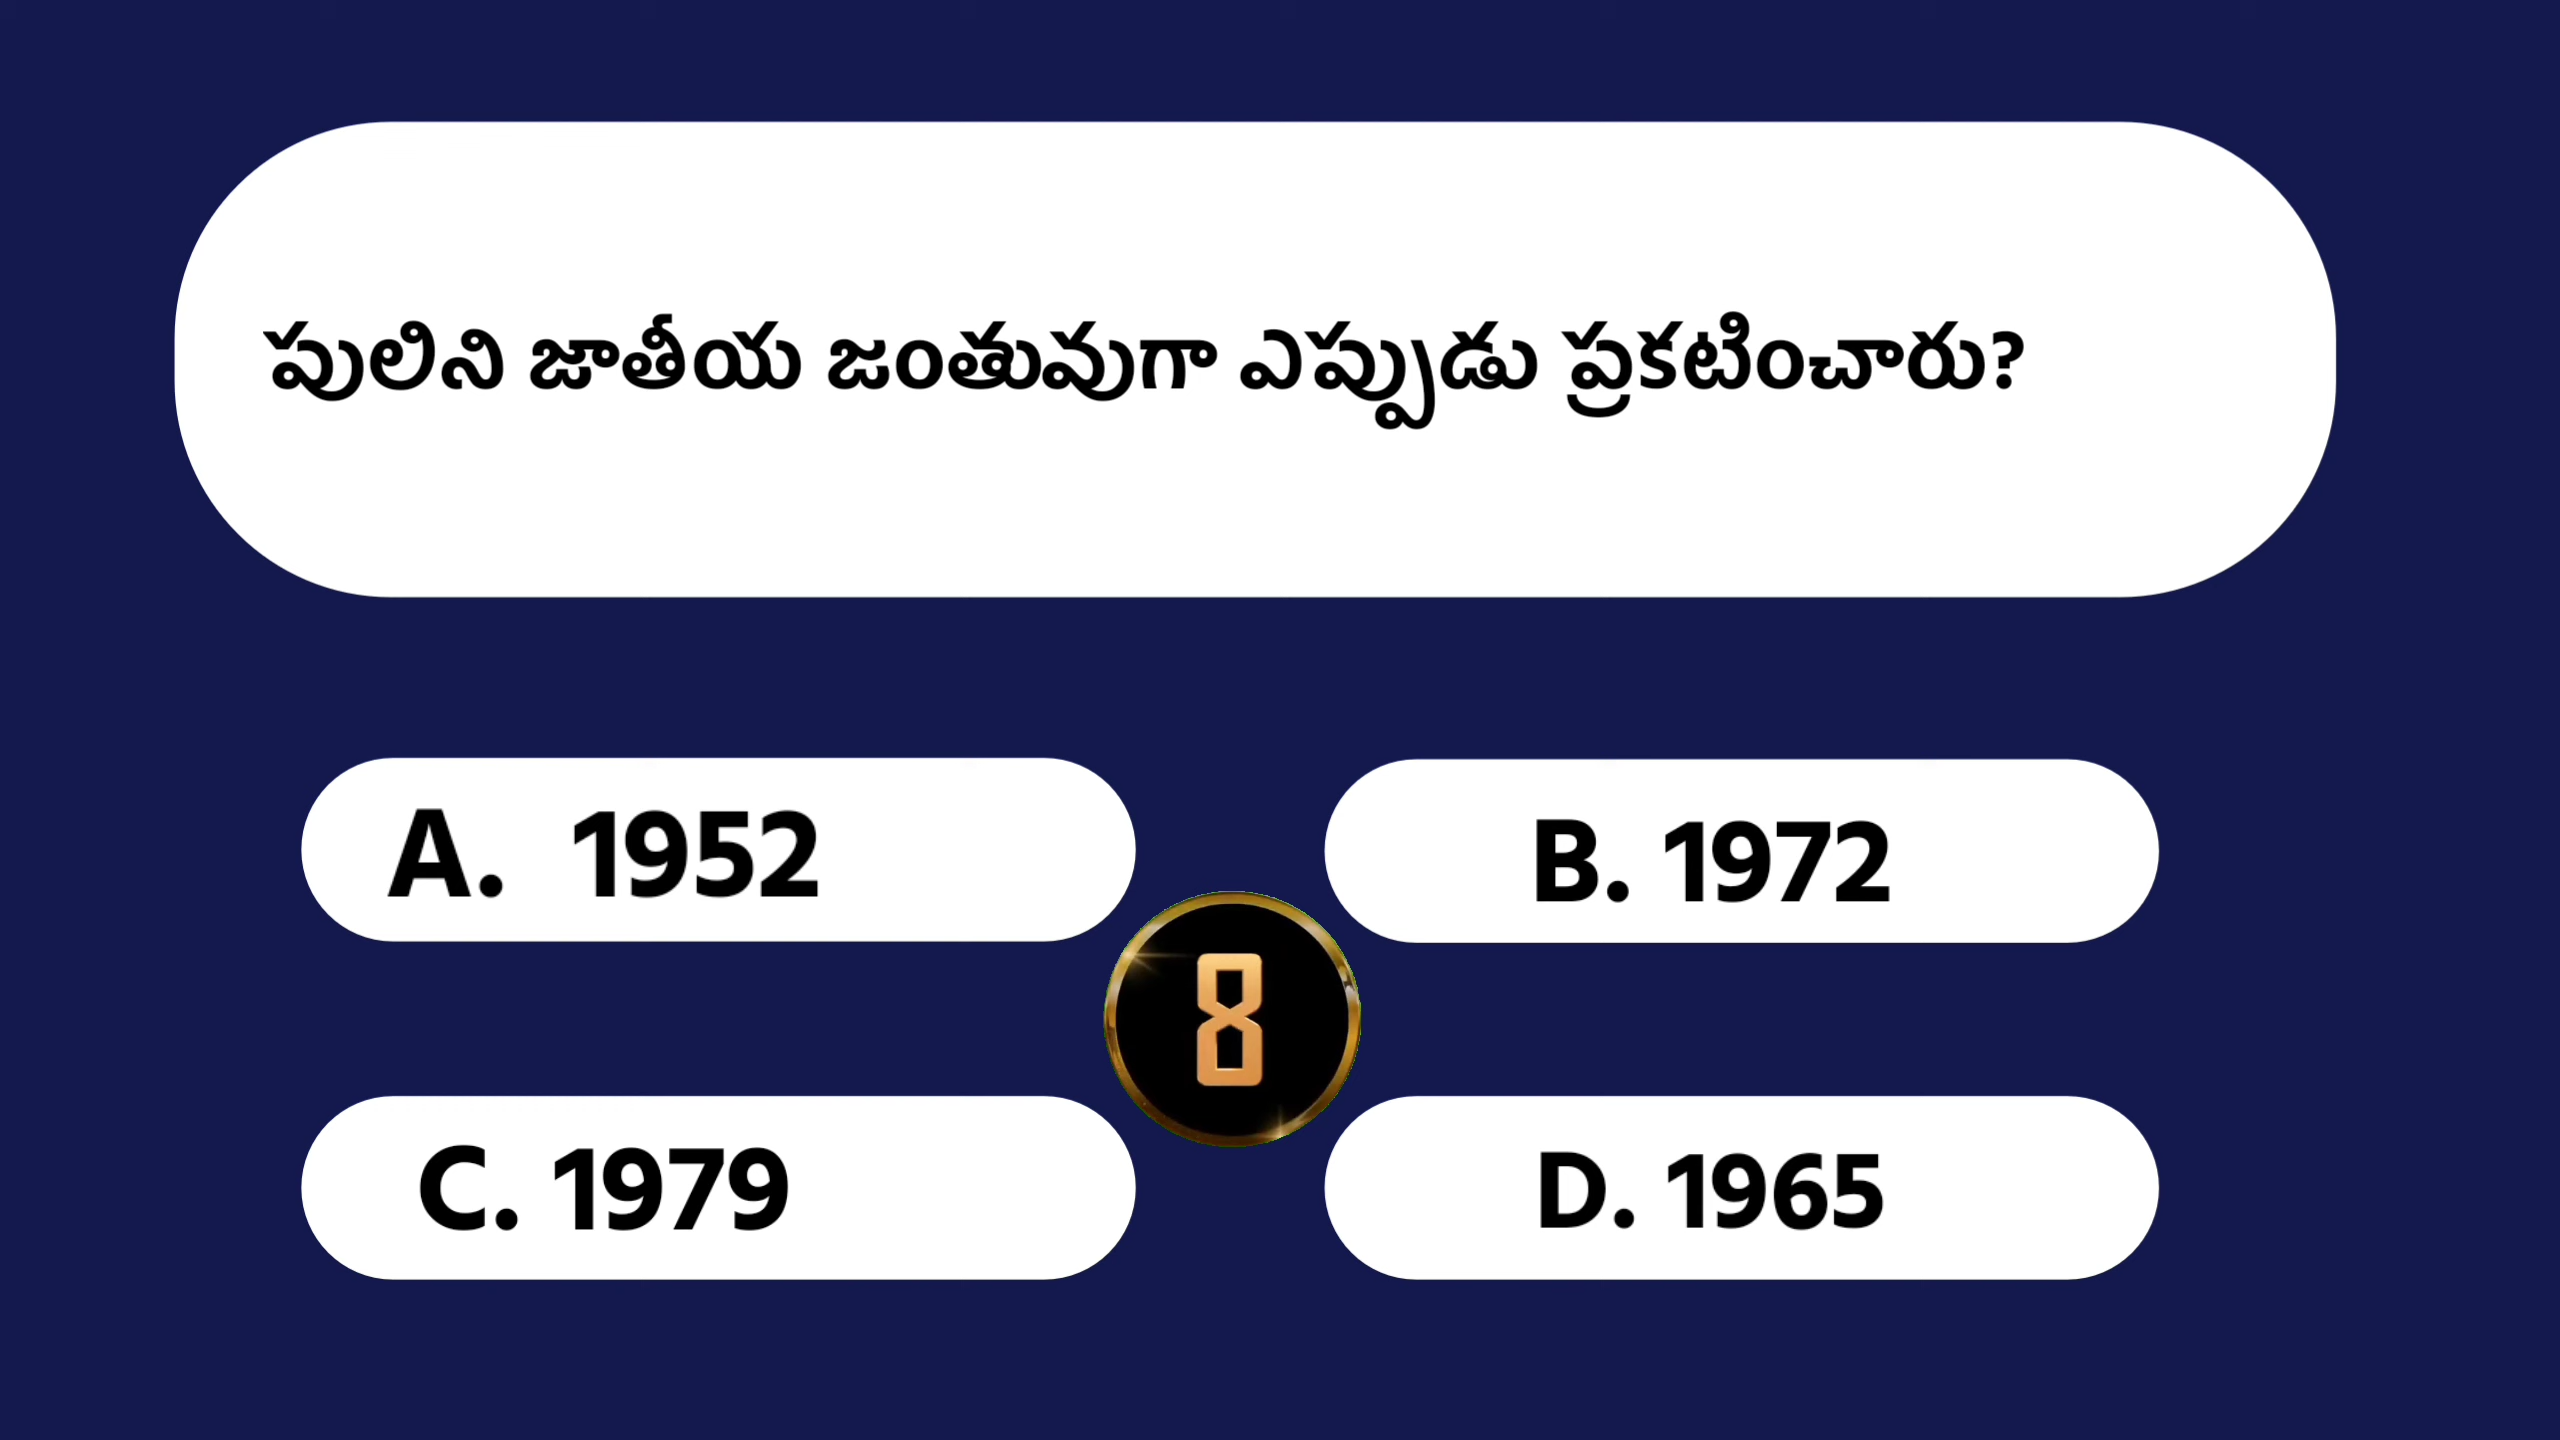 పులిని జాతీయ జంతువుగా ఎప్పుడు ప్రకటించారు?
A. 1952
B. 1972
8
C. 1979
D. 1965